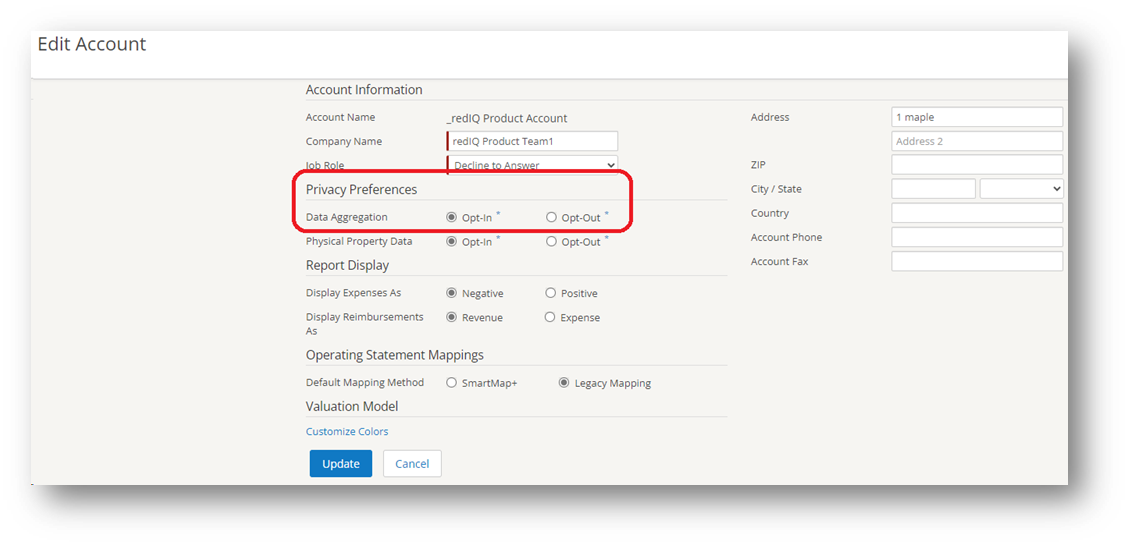 Edit Account
Account Information
Account Name _redIQ Product Account
Company Name redIQ Product Team1
Job Role Decline to Answer
Privacy Preferences
Data Aggregation Opt-In * Opt-Out *
Physical Property Data Opt-In * Opt-Out *
Report Display
Display Expenses As Negative Positive
Display Reimbursements As Revenue Expense
Operating Statement Mappings
Default Mapping Method SmartMap+ Legacy Mapping
Valuation Model
Customize Colors
Update Cancel
Address 1 maple
Address 2
ZIP
City / State
Country
Account Phone
Account Fax